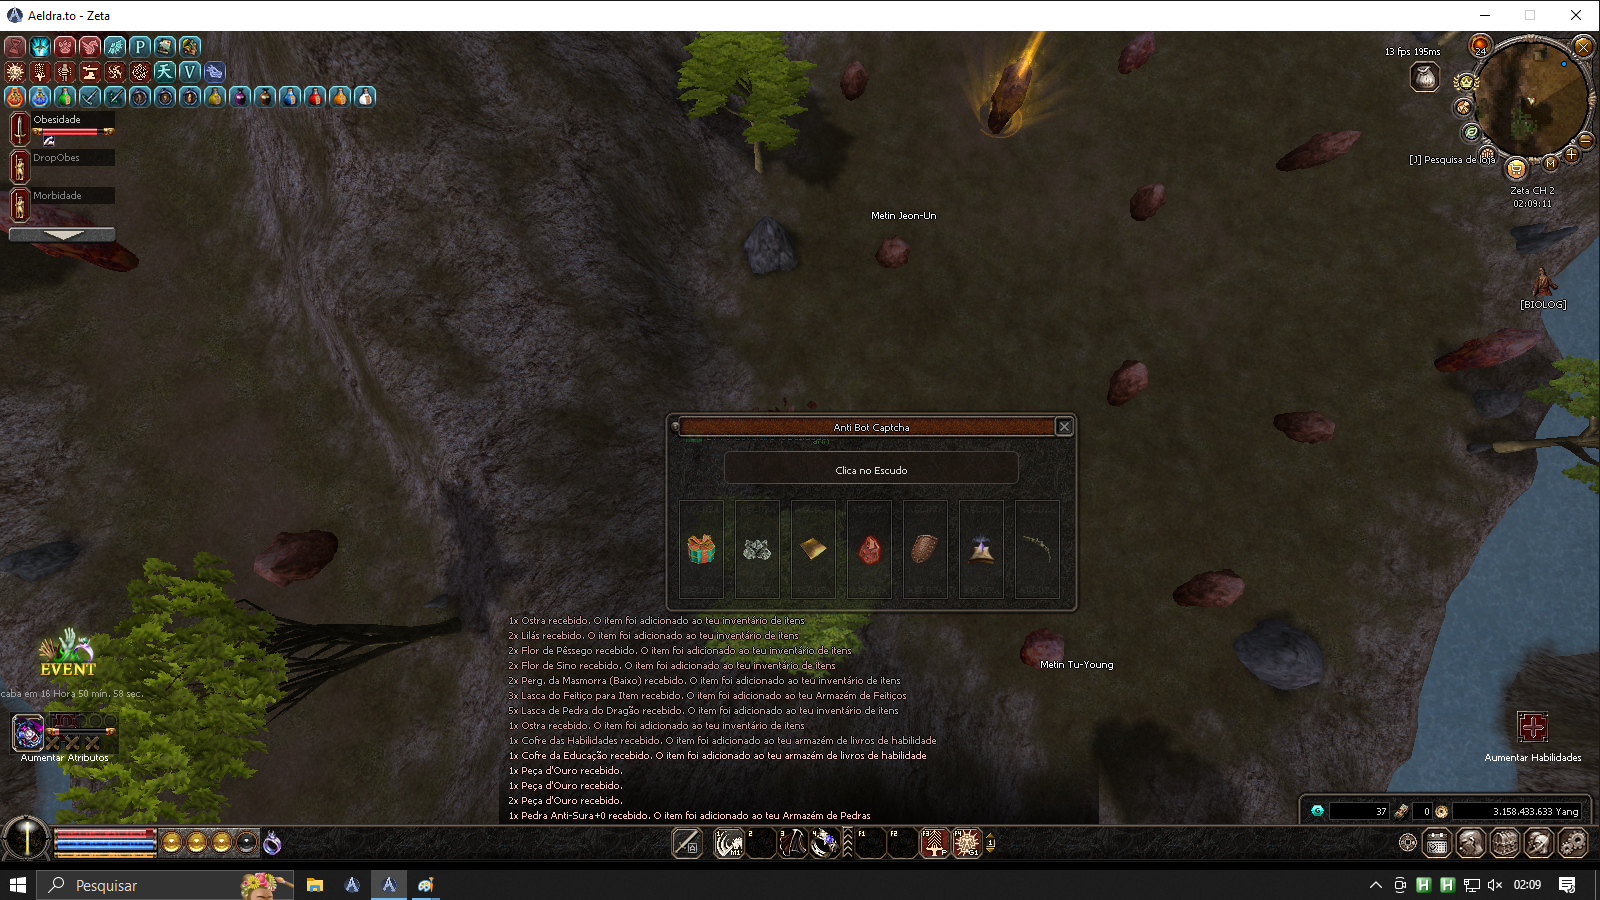 Aeldra.to - Zeta
13 fps 195ms
24
P
V
Obesidade
DropObes
Morbidade
[J] Pesquisa de loja
M
Zeta CH 2
02:09:11
Metin Jeon-Un
[BIOLOG]
Anti Bot Captcha
Clica no Escudo
1x Ostra recebido. O item foi adicionado ao teu inventário de itens
2x Lilás recebido. O item foi adicionado ao teu inventário de itens
2x Flor de Pêssego recebido. O item foi adicionado ao teu inventário de itens
2x Flor de Sino recebido. O item foi adicionado ao teu inventário de itens
2x Perg. da Masmorra (Baixo) recebido. O item foi adicionado ao teu inventário de itens
3x Lasca do Feitiço para Item recebido. O item foi adicionado ao teu Armazém de Feitiços
5x Lasca de Pedra do Dragão recebido. O item foi adicionado ao teu inventário de itens
1x Ostra recebido. O item foi adicionado ao teu inventário de itens
1x Cofre das Habilidades recebido. O item foi adicionado ao teu armazém de livros de habilidade
1x Cofre da Educação recebido. O item foi adicionado ao teu armazém de livros de habilidade
1x Peça d'Ouro recebido.
1x Peça d'Ouro recebido.
2x Peça d'Ouro recebido.
1x Pedra Anti-Sura+0 recebido. O item foi adicionado ao teu Armazém de Pedras
Metin Tu-Young
EVENT
caba em 16 Hora 50 min. 58 sec.
Aumentar Atributos
Aumentar Habilidades
37
0
3.158.433.633 Yang
1 M1 2 3 4 F1 F2 F3 P F4 G1 1
Pesquisar
02:09